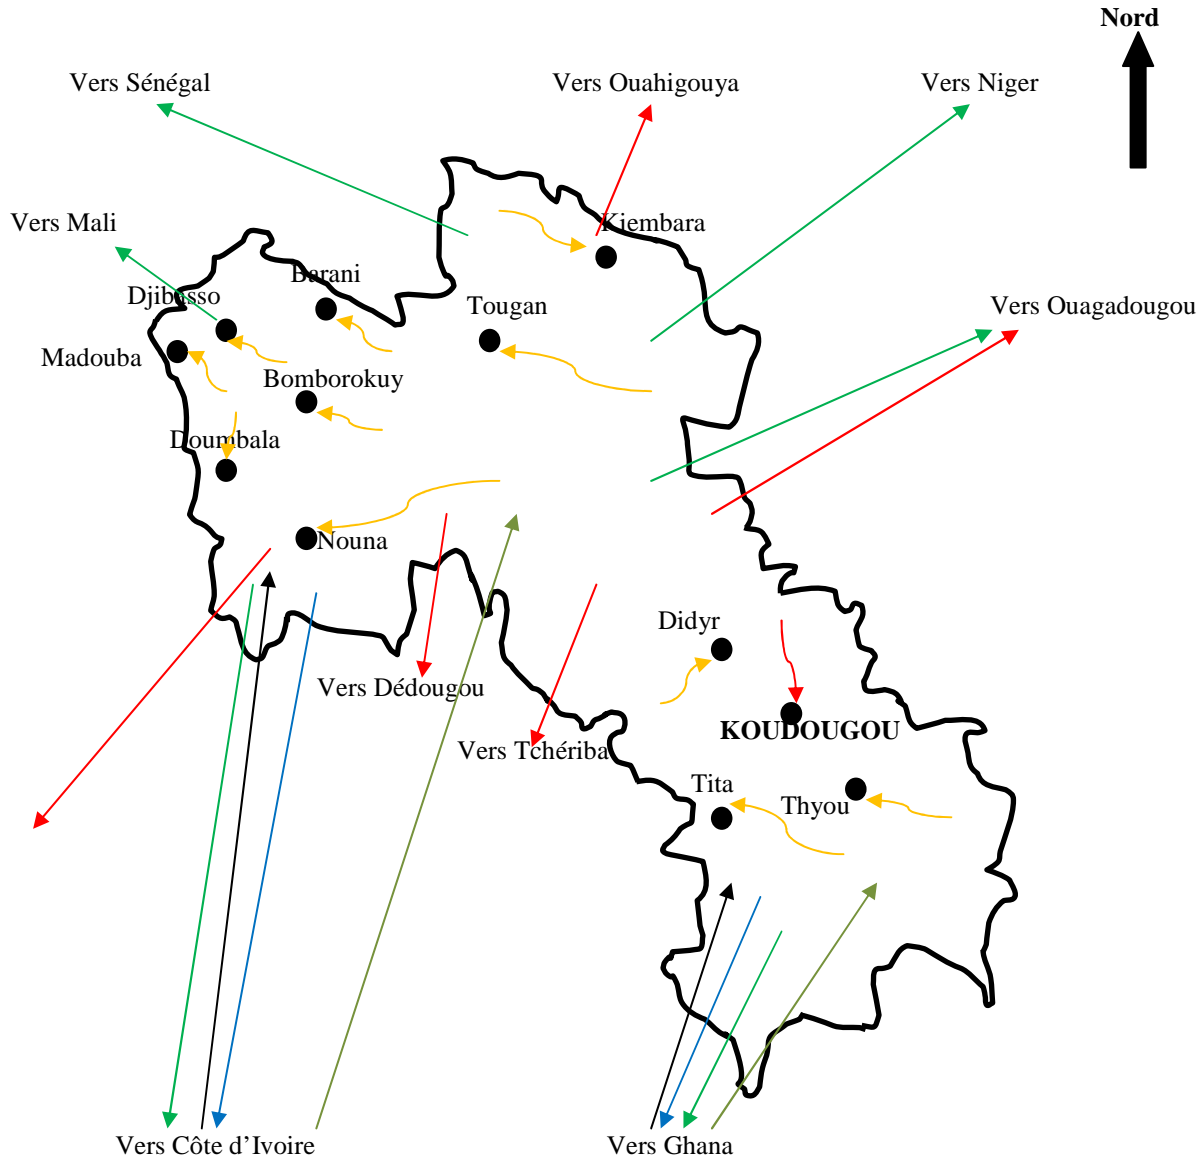 Nord
Vers Sénégal
Vers Ouahigouya
Vers Niger
Vers Mali
Kiembara
Barani
Djibasso
Tougan
Vers Ouagadougou
Madouba
Bomborokuy
Doumbala
Nouna
Didyr
Vers Dédougou
KOUDOUGOU
Vers Tchériba
Tita
Thyou
Vers Côte d’Ivoire
Vers Ghana